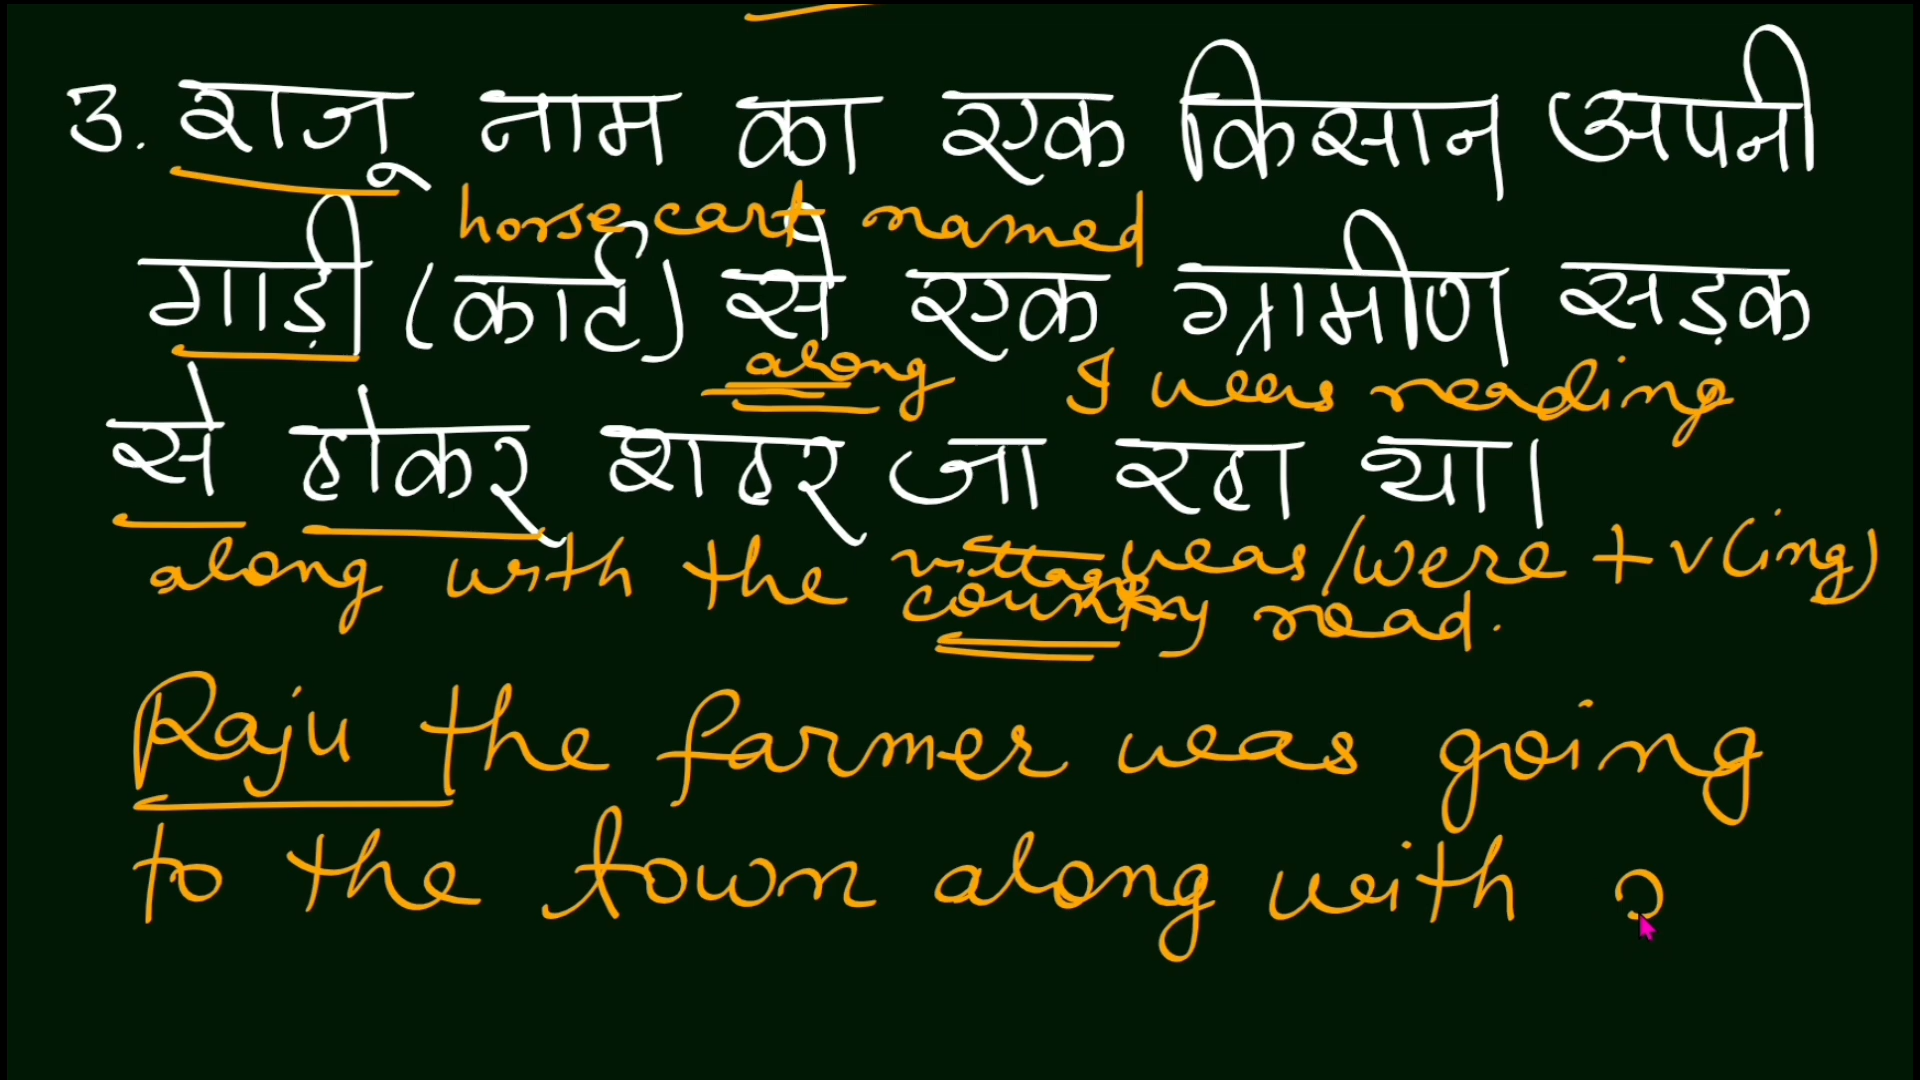 3. राजू नाम का एक किसान अपनी
horse cart named
गाड़ी (कार्ट) से एक ग्रामीण सड़क
along I was reading
से होकर शहर जा रहा था।
along with the village was/were + v(ing)
country road.
Raju the farmer was going
to the town along with